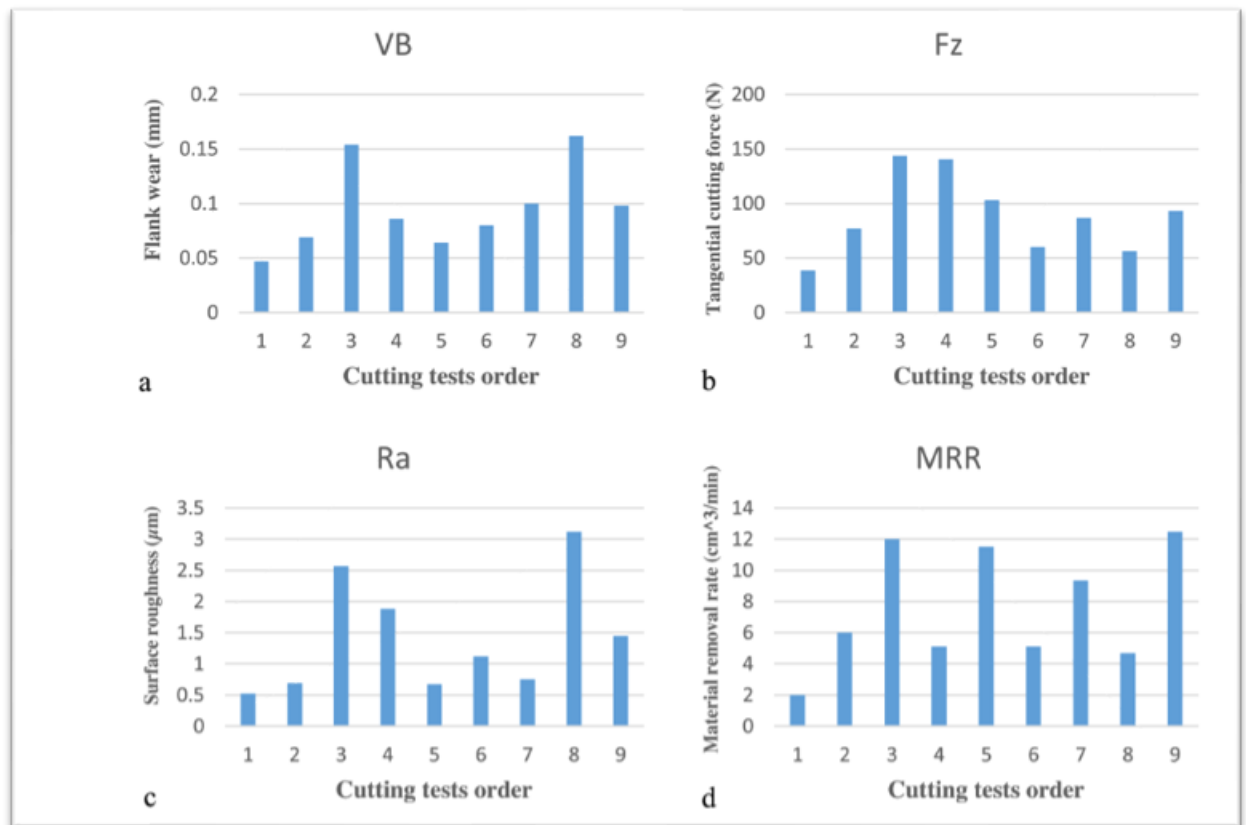 VB
Flank wear (mm)
0.2
0.15
0.1
0.05
0
1 2 3 4 5 6 7 8 9
Cutting tests order
a
Fz
Tangential cutting force (N)
200
150
100
50
0
1 2 3 4 5 6 7 8 9
Cutting tests order
b
Ra
Surface roughness (µm)
3.5
3
2.5
2
1.5
1
0.5
0
1 2 3 4 5 6 7 8 9
Cutting tests order
c
MRR
Material removal rate (cm^3/min)
14
12
10
8
6
4
2
0
1 2 3 4 5 6 7 8 9
Cutting tests order
d